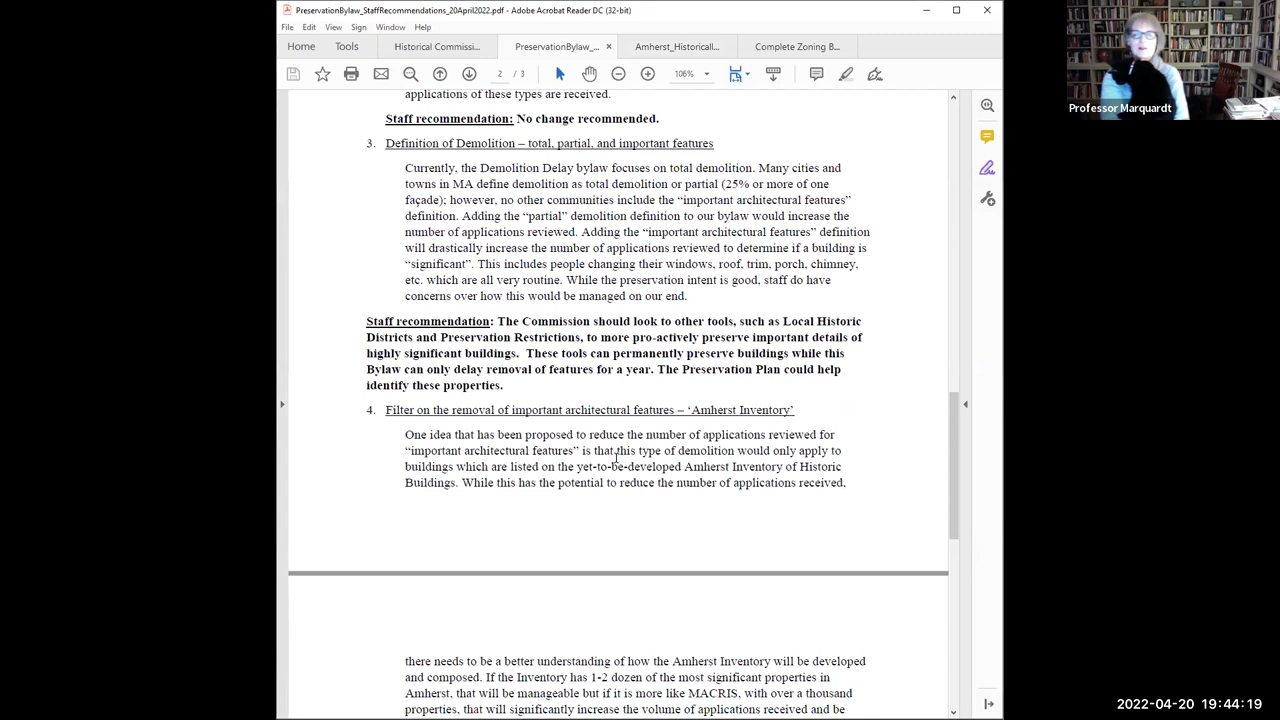 PreservationBylaw_StaffRecommendations_20April2022.pdf - Adobe Acrobat Reader DC (32-bit)
File Edit View Sign Window Help
Home Tools Historical Commissi... PreservationBylaw_... × Amherst_Historicall... Complete Zoning B...
2 / 3 106%
applications of these types are received.
Staff recommendation: No change recommended.
3. Definition of Demolition – total, partial, and important features
Currently, the Demolition Delay bylaw focuses on total demolition. Many cities and
towns in MA define demolition as total demolition or partial (25% or more of one
façade); however, no other communities include the “important architectural features”
definition. Adding the “partial” demolition definition to our bylaw would increase the
number of applications reviewed. Adding the “important architectural features” definition
will drastically increase the number of applications reviewed to determine if a building is
“significant”. This includes people changing their windows, roof, trim, porch, chimney,
etc. which are all very routine. While the preservation intent is good, staff do have
concerns over how this would be managed on our end.
Staff recommendation: The Commission should look to other tools, such as Local Historic
Districts and Preservation Restrictions, to more pro-actively preserve important details of
highly significant buildings. These tools can permanently preserve buildings while this
Bylaw can only delay removal of features for a year. The Preservation Plan could help
identify these properties.
4. Filter on the removal of important architectural features – ‘Amherst Inventory’
One idea that has been proposed to reduce the number of applications reviewed for
“important architectural features” is that this type of demolition would only apply to
buildings which are listed on the yet-to-be-developed Amherst Inventory of Historic
Buildings. While this has the potential to reduce the number of applications received,
there needs to be a better understanding of how the Amherst Inventory will be developed
and composed. If the Inventory has 1-2 dozen of the most significant properties in
Amherst, that will be manageable but if it is more like MACRIS, with over a thousand
properties, that will significantly increase the volume of applications received and be
Professor Marquardt
2022-04-20 19:44:19